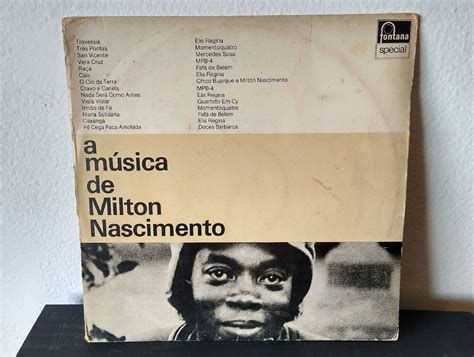 Travessia Elis Regina
Três Pontas Momentoquatro
San Vicente Mercedes Sosa
Vera Cruz MPB-4
Raça Fafá de Belém
Cais Elis Regina
O Cio da Terra Chico Buarque e Milton Nascimento
Cravo e Canela MPB-4
Nada Será Como Antes Elis Regina
Viola Violar Quarteto Em Cy
Irmão de Fé Momentoquatro
Maria Solidária Fafá de Belém
Caxangá Elis Regina
Fé Cega Faca Amolada Doces Bárbaros
fontana
special
a
música
de
Milton
Nascimento